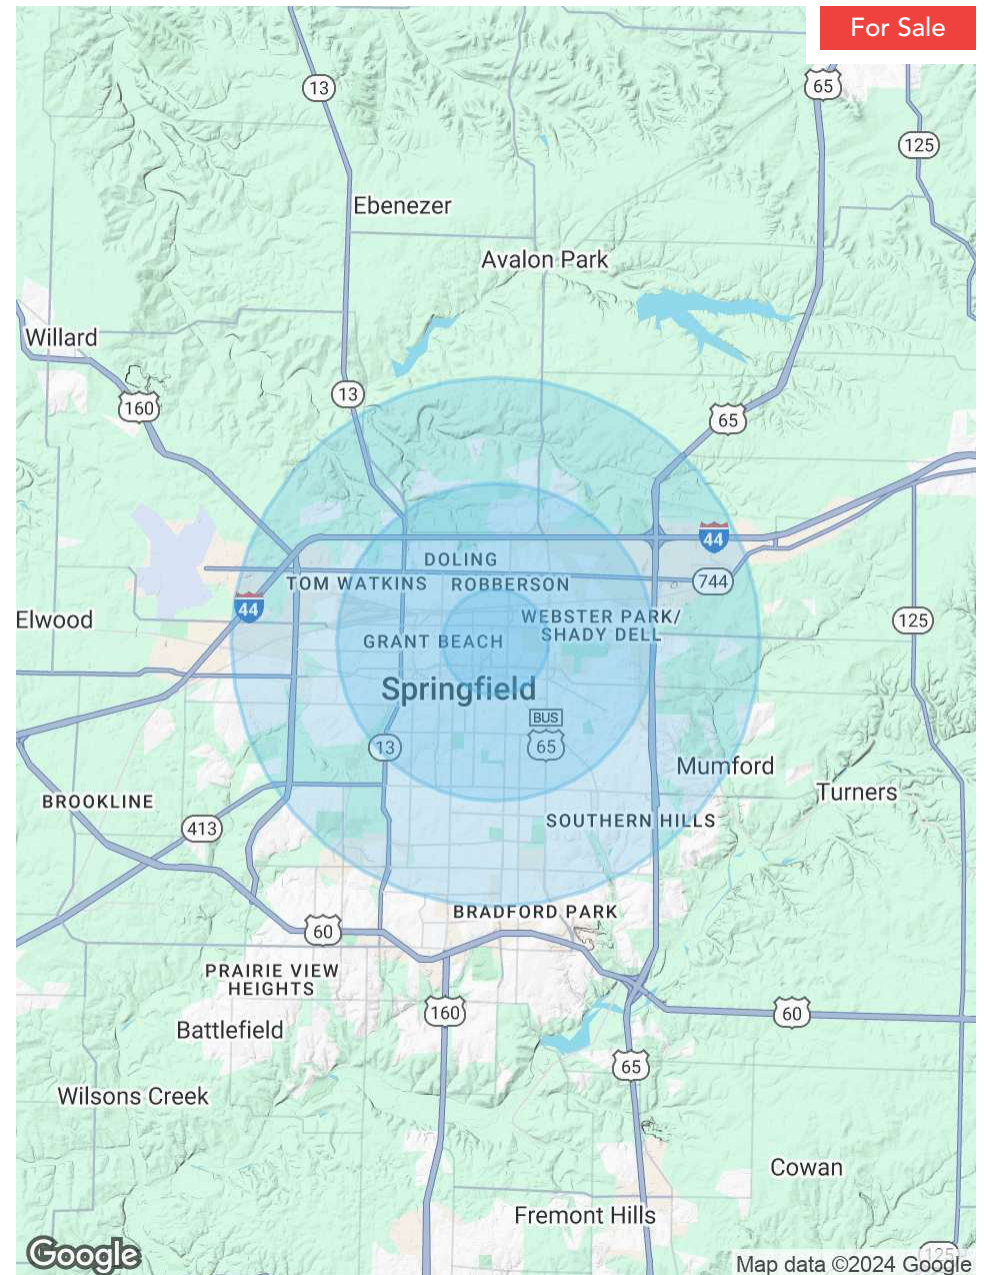 For Sale
13
65
125
Ebenezer
Avalon Park
Willard
160
13
65
44
DOLING
TOM WATKINS
ROBBERSON
744
44
Elwood
WEBSTER PARK/
SHADY DELL
125
GRANT BEACH
Springfield
BUS
65
13
Mumford
Turners
BROOKLINE
413
SOUTHERN HILLS
BRADFORD PARK
60
PRAIRIE VIEW
HEIGHTS
160
60
Battlefield
65
Wilsons Creek
Cowan
Fremont Hills
125
Google
Map data ©2024 Google